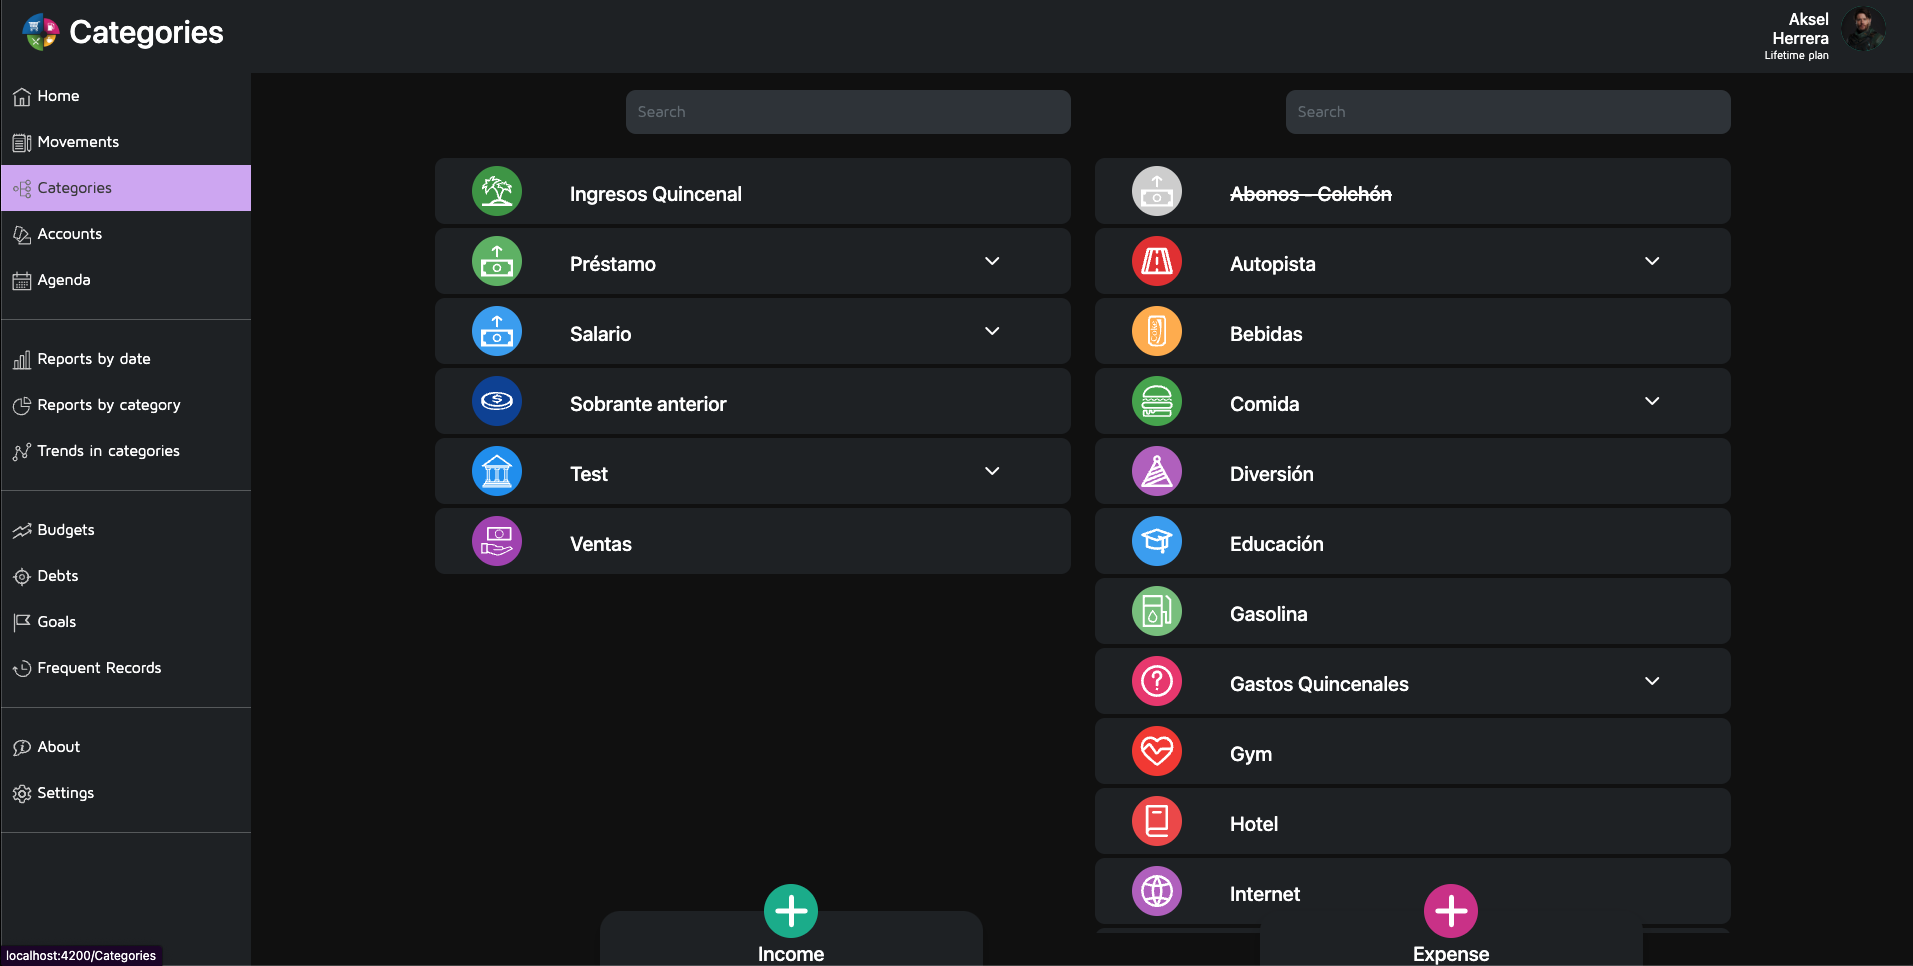 Categories
Aksel
Herrera
Lifetime plan
Home
Movements
Categories
Accounts
Agenda
Reports by date
Reports by category
Trends in categories
Budgets
Debts
Goals
Frequent Records
About
Settings
localhost:4200/Categories
Search
Ingresos Quincenal
Préstamo
Salario
Sobrante anterior
Test
Ventas
Income
Search
Abonos - Colchón
Autopista
Bebidas
Comida
Diversión
Educación
Gasolina
Gastos Quincenales
Gym
Hotel
Internet
Expense